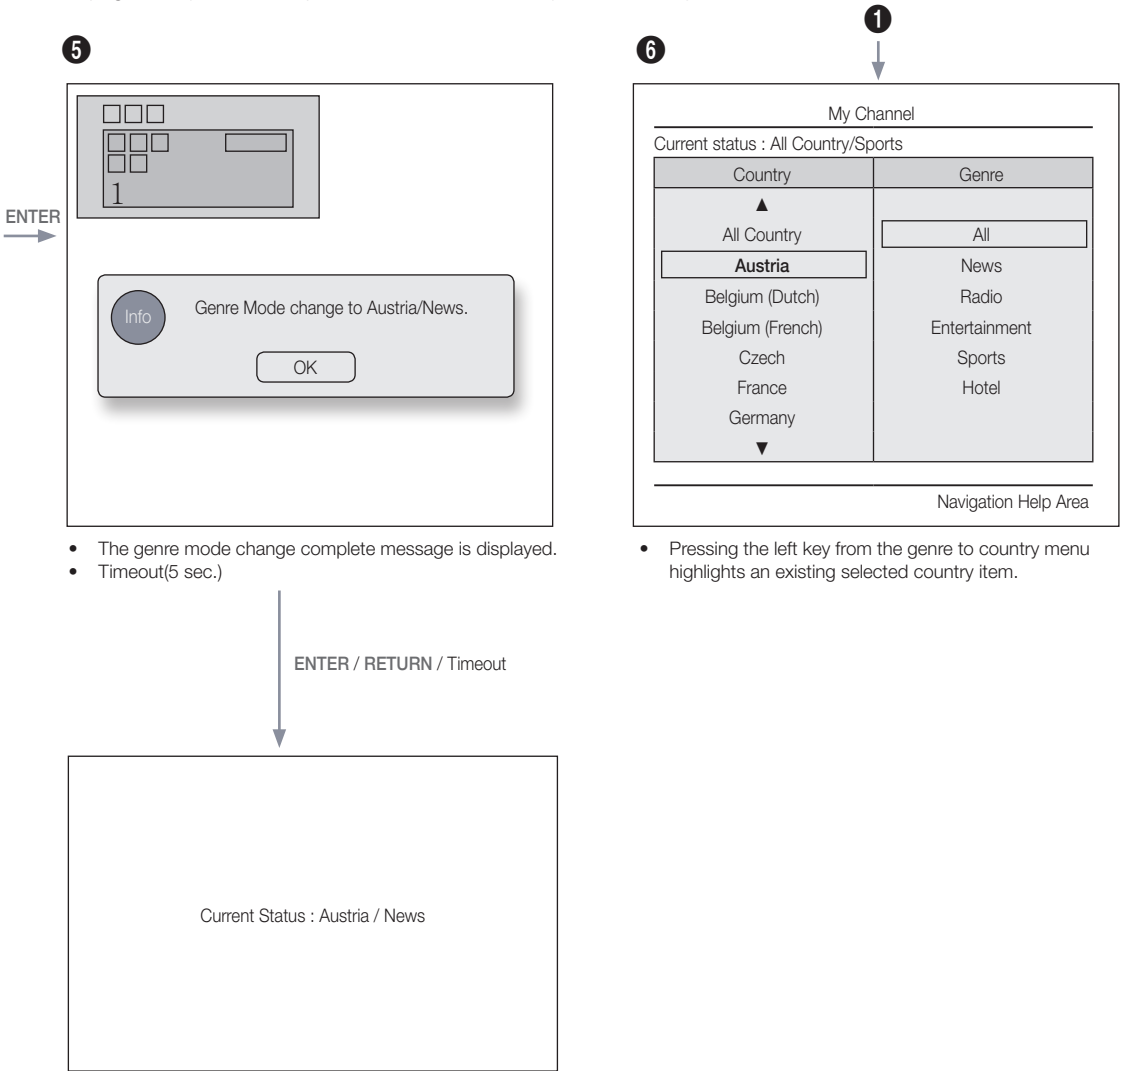 ❺
ENTER
□□□
□□□
□□
1
Info
Genre Mode change to Austria/News.
OK
• The genre mode change complete message is displayed.
• Timeout(5 sec.)
ENTER / RETURN / Timeout
Current Status : Austria / News
❶
❻
My Channel
Current status : All Country/Sports
Country Genre
▲
All Country All
Austria News
Belgium (Dutch) Radio
Belgium (French) Entertainment
Czech Sports
France Hotel
Germany
▼
Navigation Help Area
• Pressing the left key from the genre to country menu
highlights an existing selected country item.